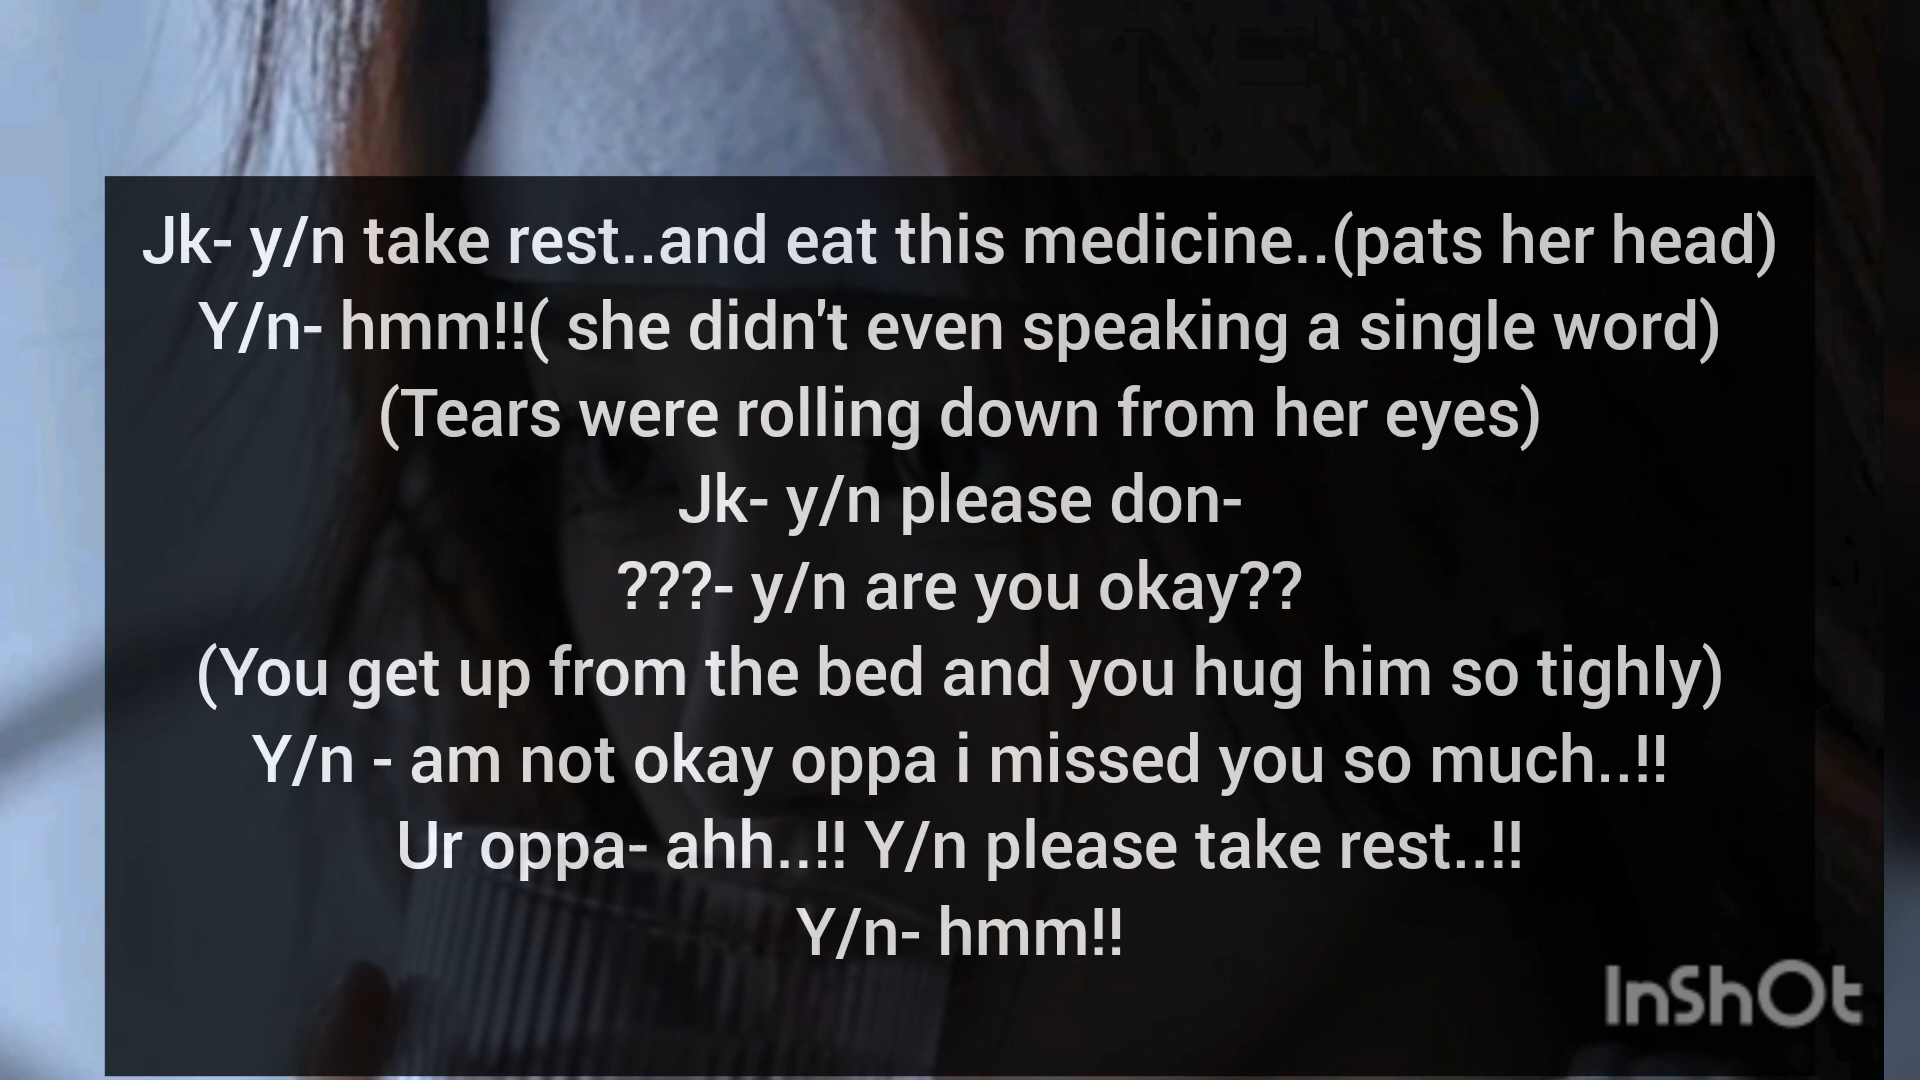 Jk- y/n take rest..and eat this medicine..(pats her head)
Y/n- hmm!!( she didn't even speaking a single word)
(Tears were rolling down from her eyes)
Jk- y/n please don-
???- y/n are you okay??
(You get up from the bed and you hug him so tighly)
Y/n - am not okay oppa i missed you so much..!!
Ur oppa- ahh..!! Y/n please take rest..!!
Y/n- hmm!!
InShOt